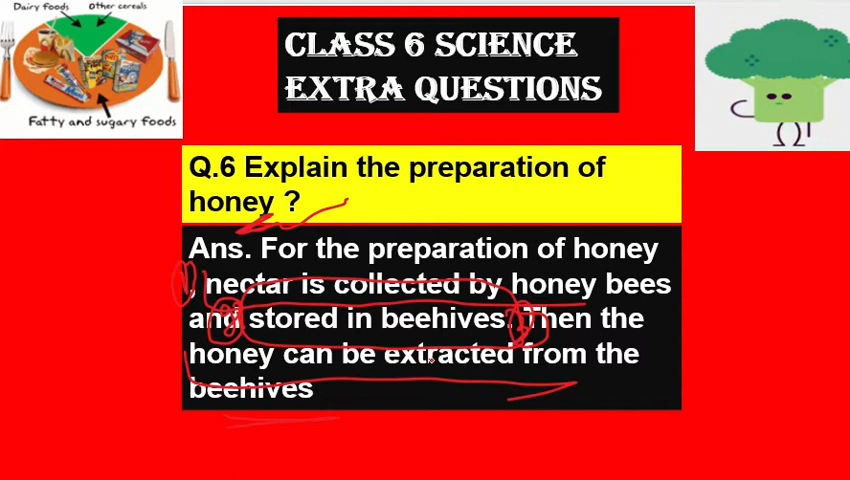 Dairy foods Other cereals
Fatty and sugary foods
CLASS 6 SCIENCE
EXTRA QUESTIONS
Q.6 Explain the preparation of
honey ?
Ans. For the preparation of honey
, nectar is collected by honey bees
and stored in beehives. Then the
honey can be extracted from the
beehives